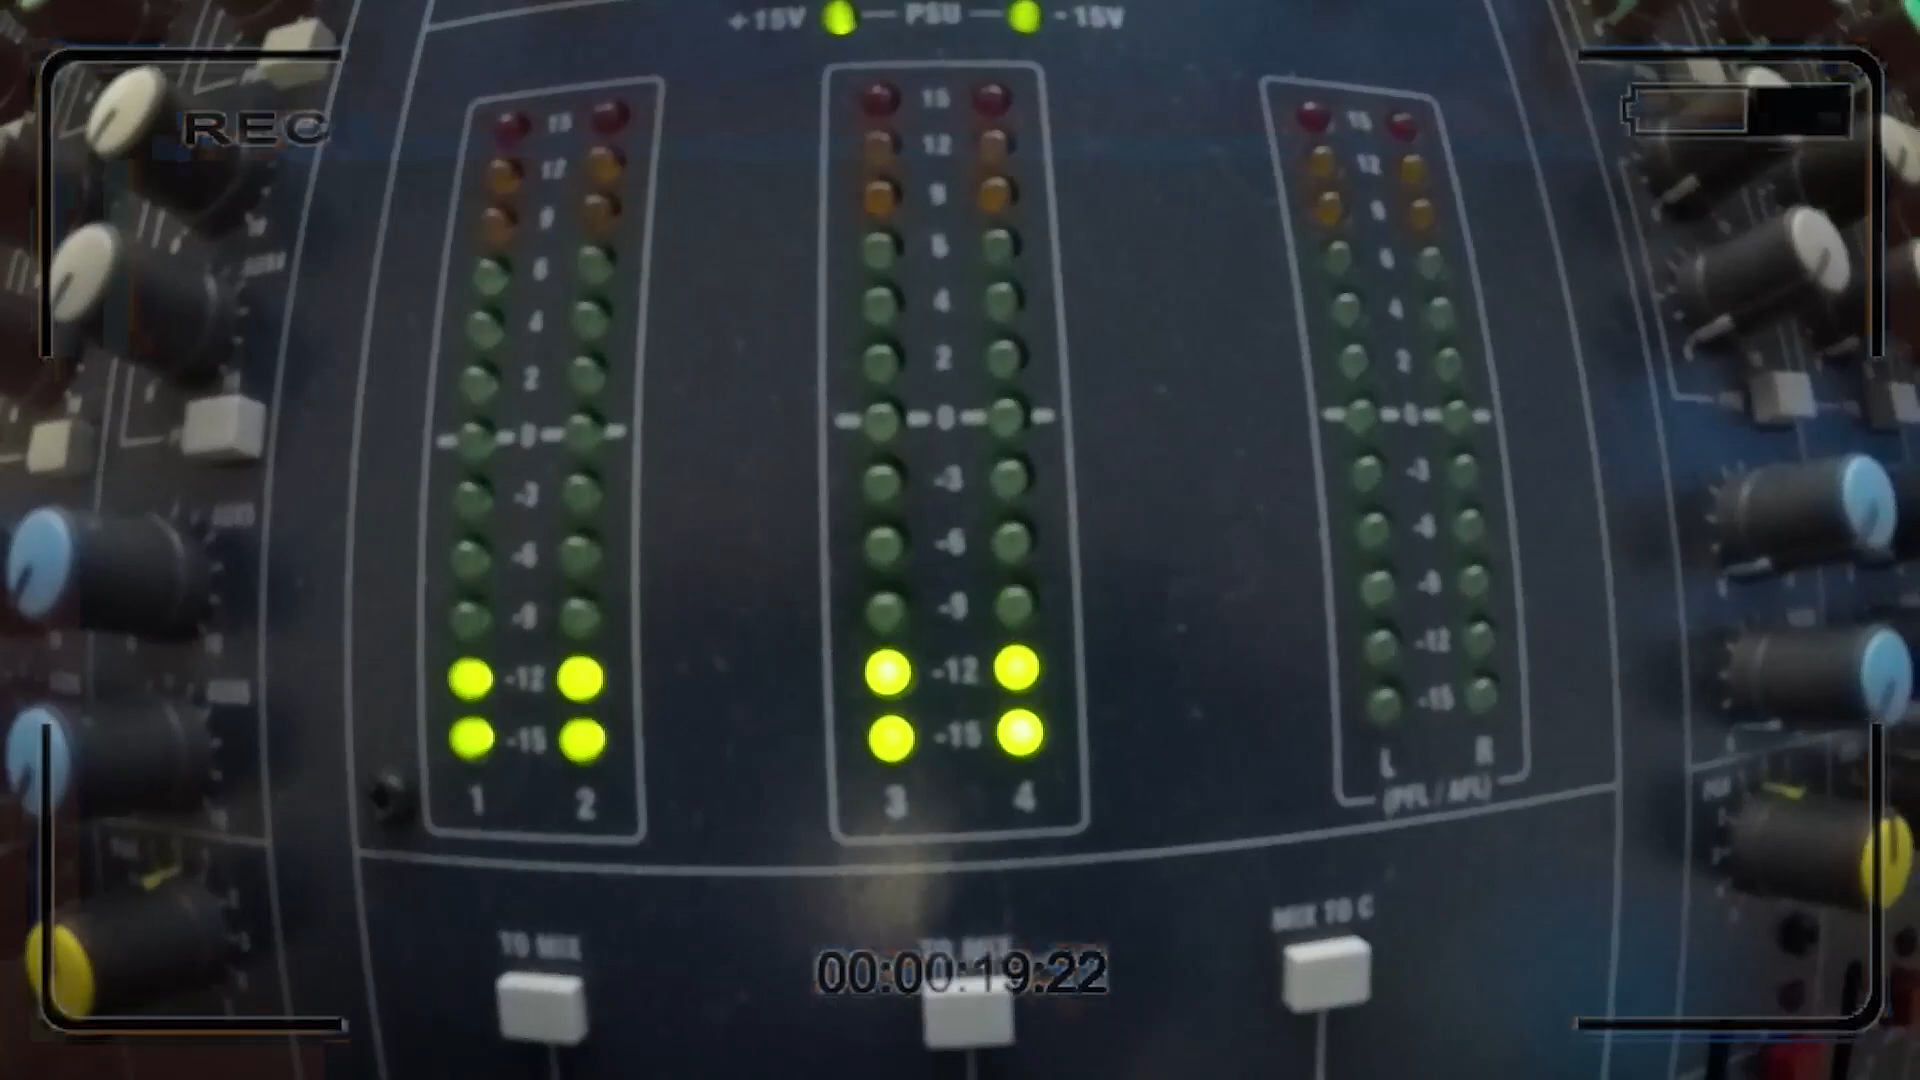 +15V PSU -15V
REC
15 15 15
12 12 12
9 9 9
6 6 6
4 4 4
2 2 2
0 0 0
-3 -3 -3
-6 -6 -6
-9 -9 -9
-12 -12 -12
-15 -15 -15
1 2 3 4 L R
(PFL / AFL)
TO MIX TO MIX MIX TO C
00:00:19:22